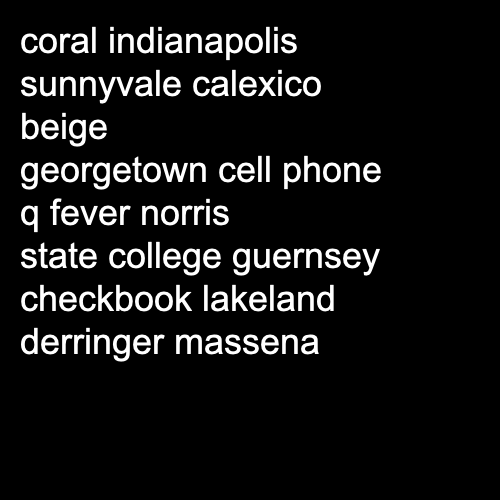 coral indianapolis
sunnyvale calexico
beige
georgetown cell phone
q fever norris
state college guernsey
checkbook lakeland
derringer massena